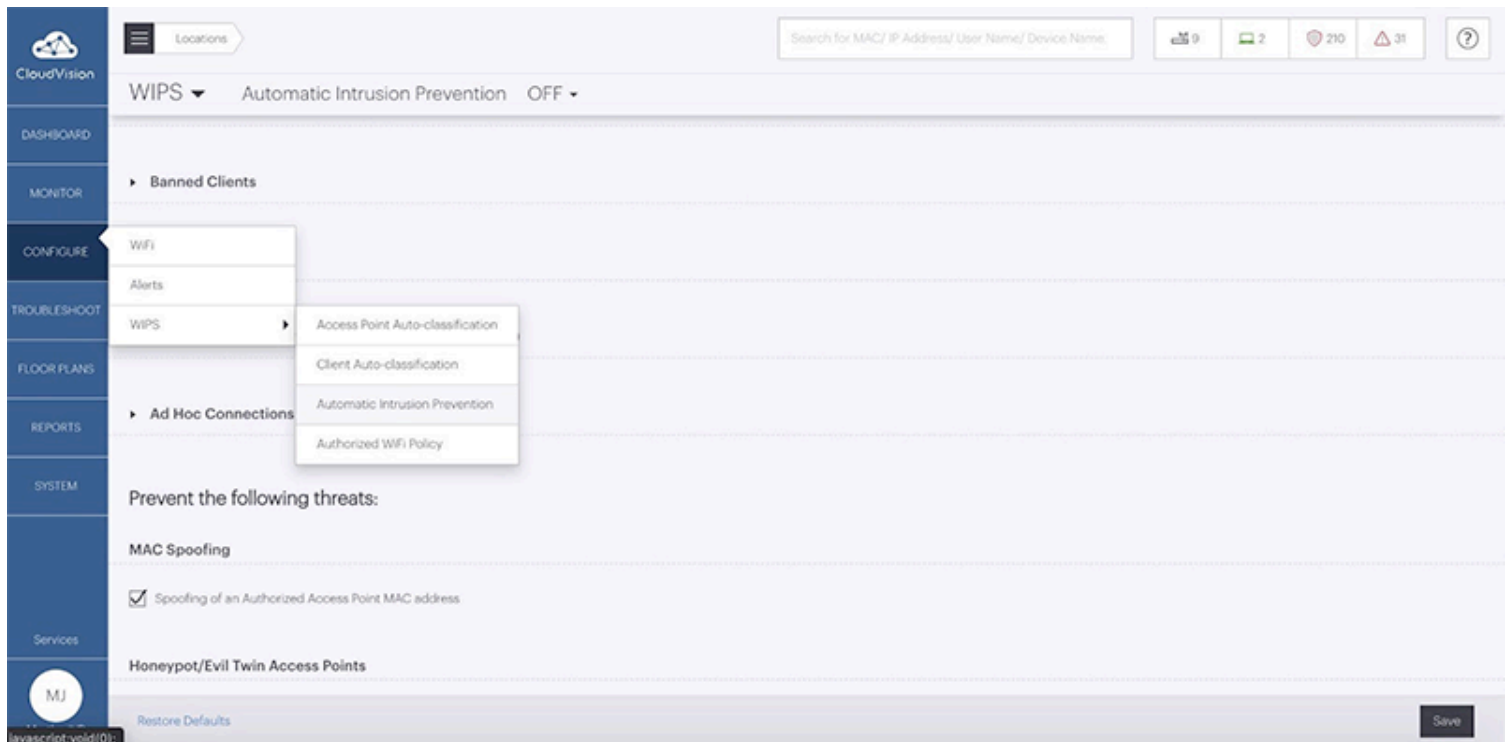 CloudVision
Locations
Search for MAC/ IP Address/ User Name/ Device Name:
9
2
210
31
?
WIPS
Automatic Intrusion Prevention OFF
DASHBOARD
MONITOR
CONFIGURE
TROUBLESHOOT
FLOOR PLANS
REPORTS
SYSTEM
Services
MJ
javascript:void(0);
Banned Clients
WiFi
Alerts
WIPS
Access Point Auto-classification
Client Auto-classification
Automatic Intrusion Prevention
Authorized WiFi Policy
Ad Hoc Connections
Prevent the following threats:
MAC Spoofing
Spoofing of an Authorized Access Point MAC address
Honeypot/Evil Twin Access Points
Restore Defaults
Save